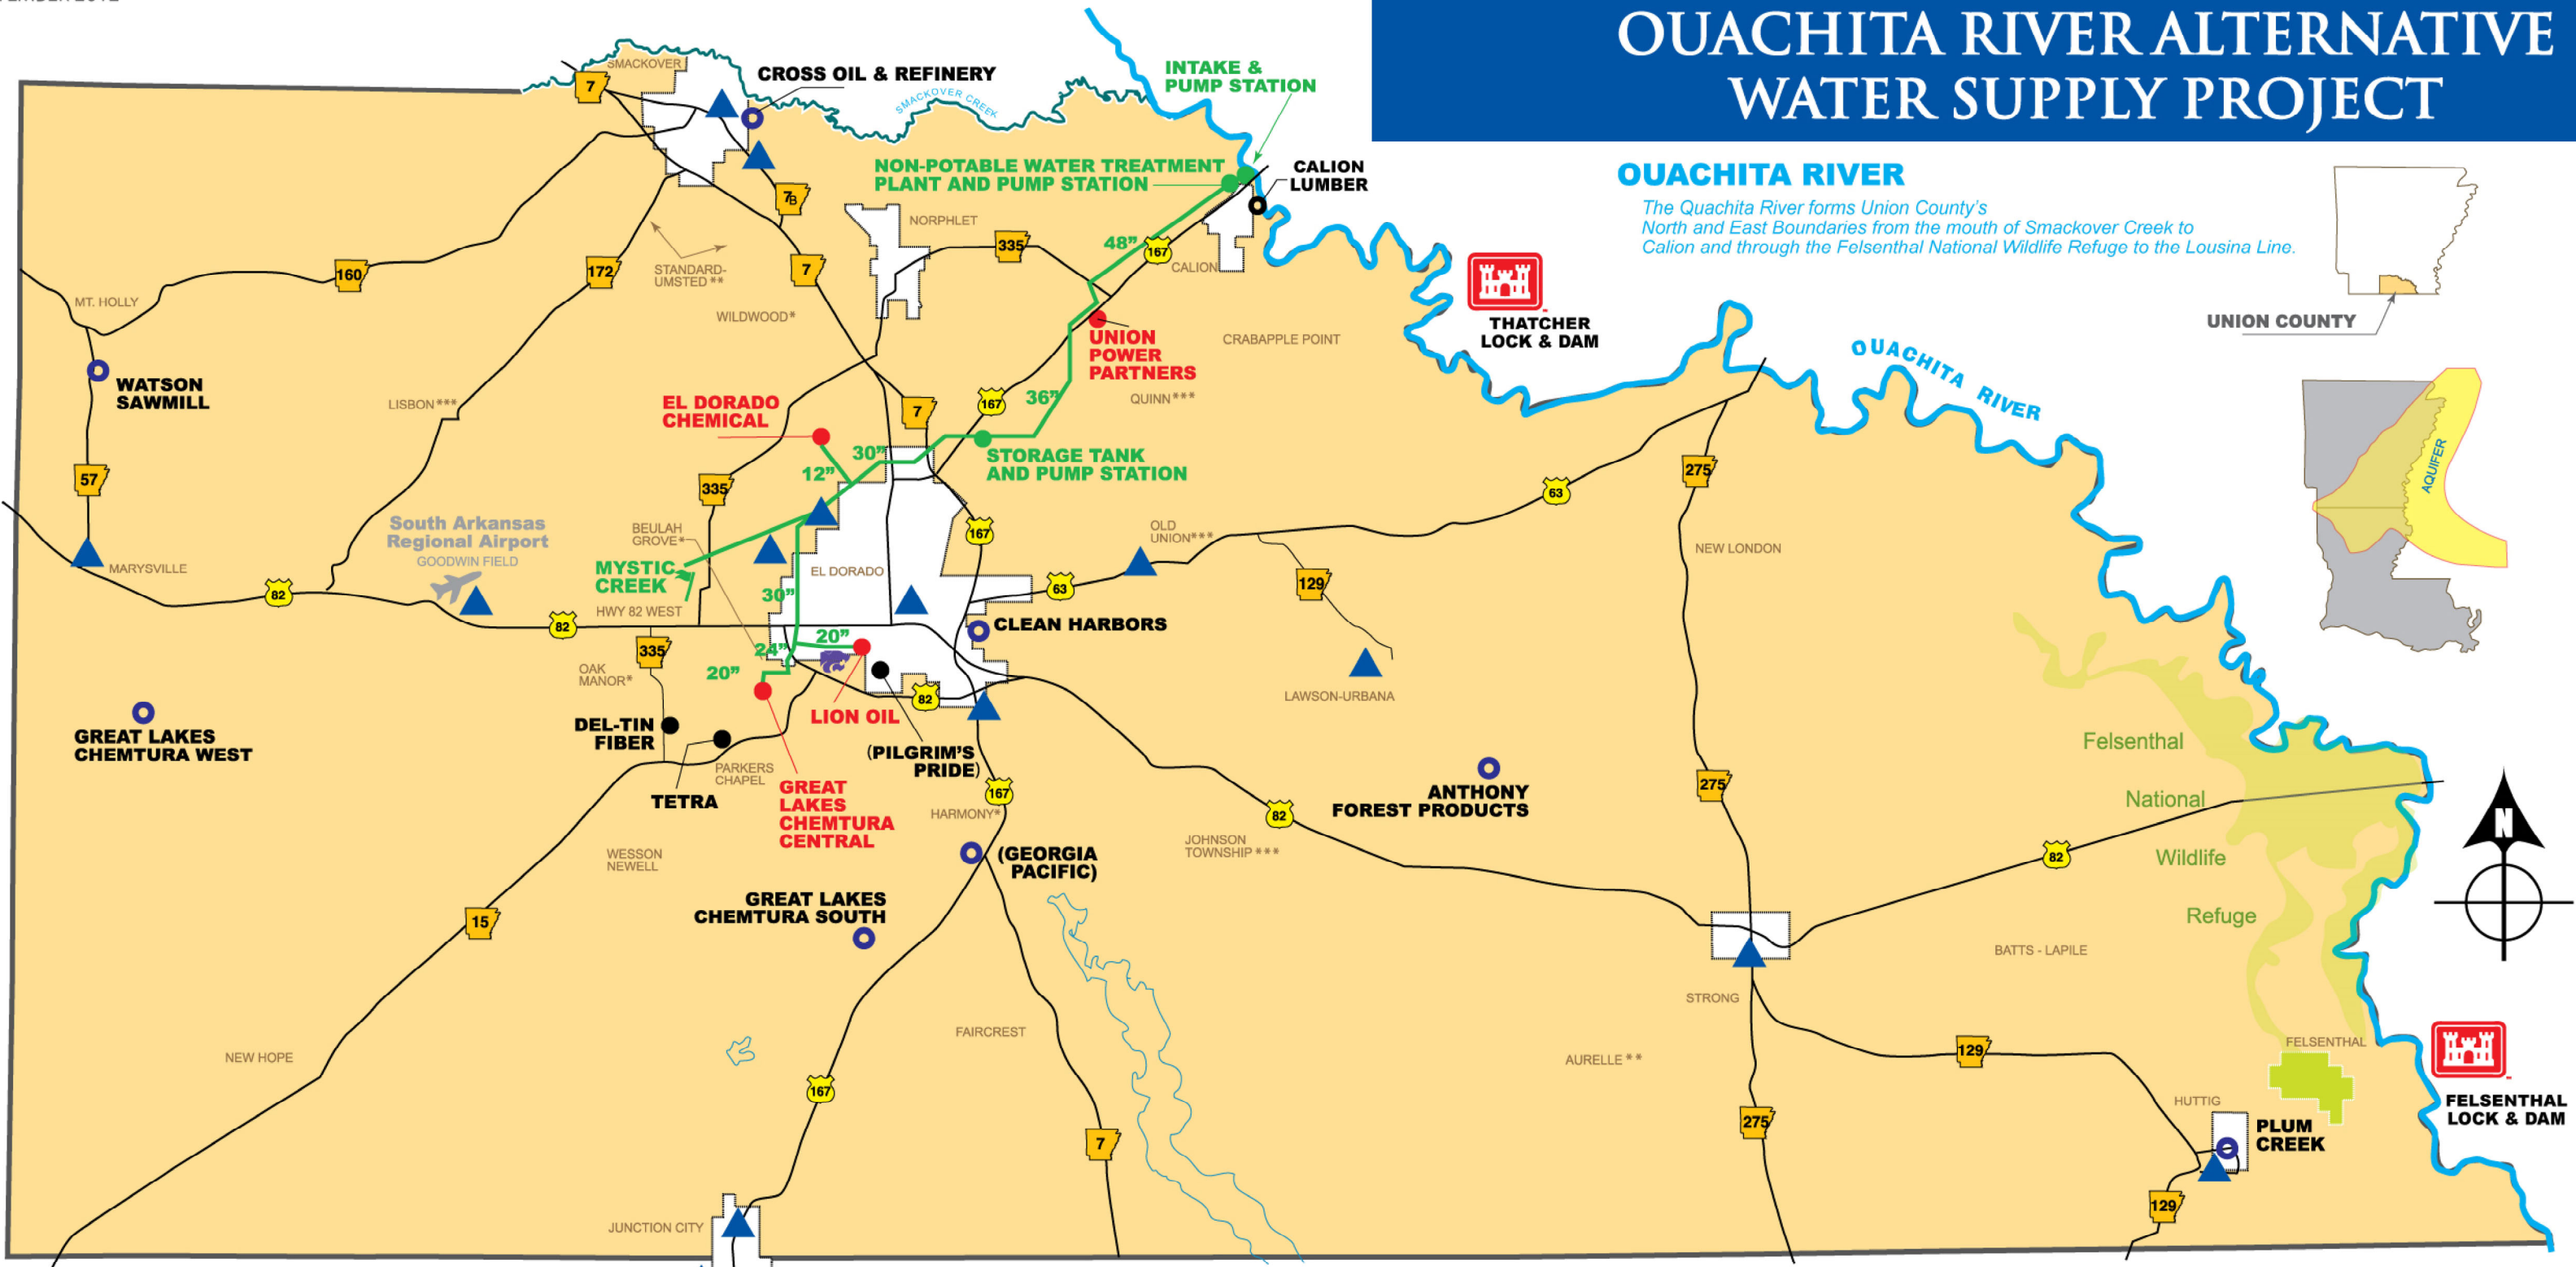 OUACHITA RIVER ALTERNATIVE
WATER SUPPLY PROJECT
OUACHITA RIVER
The Quachita River forms Union County's
North and East Boundaries from the mouth of Smackover Creek to
Calion and through the Felsenthal National Wildlife Refuge to the Lousina Line.
UNION COUNTY
AQUIFER
SMACKOVER
7
CROSS OIL & REFINERY
SMACKOVER CREEK
INTAKE &
PUMP STATION
NON-POTABLE WATER TREATMENT
PLANT AND PUMP STATION
CALION
LUMBER
7B
NORPHLET
335
48"
167
CALION
160
172
STANDARD-
UMSTED **
7
MT. HOLLY
WILDWOOD*
THATCHER
LOCK & DAM
UNION
POWER
PARTNERS
CRABAPPLE POINT
OUACHITA RIVER
WATSON
SAWMILL
LISBON ***
EL DORADO
CHEMICAL
7
167
36"
QUINN ***
30"
12"
STORAGE TANK
AND PUMP STATION
57
335
275
63
South Arkansas
Regional Airport
GOODWIN FIELD
BEULAH
GROVE*
167
OLD
UNION***
NEW LONDON
MARYSVILLE
MYSTIC
CREEK
EL DORADO
82
30"
63
129
HWY 82 WEST
82
20"
CLEAN HARBORS
335
24"
20"
OAK
MANOR*
82
LAWSON-URBANA
GREAT LAKES
CHEMTURA WEST
DEL-TIN
FIBER
LION OIL
(PILGRIM'S
PRIDE)
Felsenthal
National
Wildlife
Refuge
PARKERS
CHAPEL
TETRA
GREAT
LAKES
CHEMTURA
CENTRAL
167
HARMONY*
ANTHONY
FOREST PRODUCTS
275
82
82
N
WESSON
NEWELL
(GEORGIA
PACIFIC)
JOHNSON
TOWNSHIP ***
GREAT LAKES
CHEMTURA SOUTH
15
BATTS - LAPILE
STRONG
NEW HOPE
FAIRCREST
AURELLE **
129
FELSENTHAL
167
HUTTIG
FELSENTHAL
LOCK & DAM
275
PLUM
CREEK
7
129
JUNCTION CITY